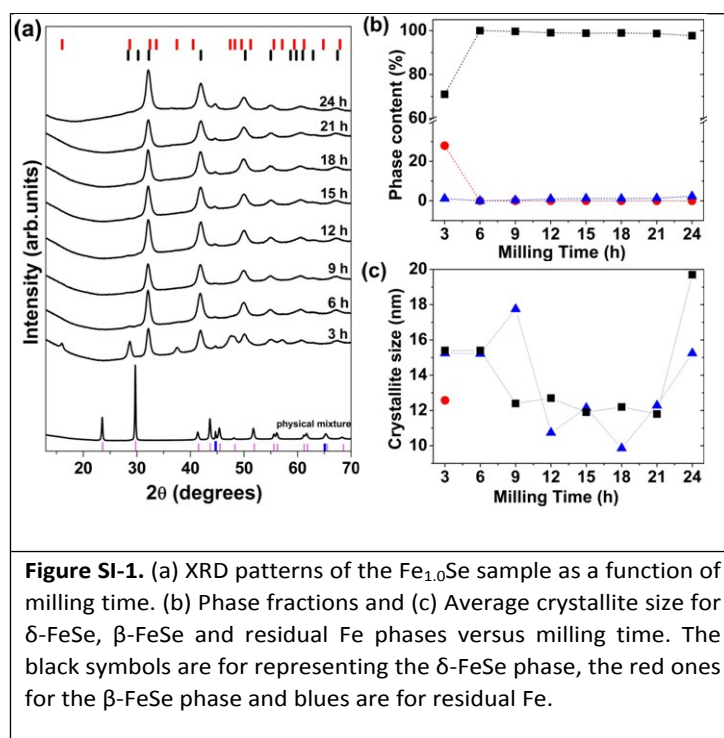 (a)
Intensity (arb.units)
24 h
21 h
18 h
15 h
12 h
9 h
6 h
3 h
physical mixture
20 30 40 50 60 70
2θ (degrees)
(b)
Phase content (%)
100
80
60
20
0
3 6 9 12 15 18 21 24
Milling Time (h)
(c)
Crystallite size (nm)
20
18
16
14
12
10
3 6 9 12 15 18 21 24
Milling Time (h)
Figure SI-1. (a) XRD patterns of the Fe1.0Se sample as a function of
milling time. (b) Phase fractions and (c) Average crystallite size for
δ-FeSe, β-FeSe and residual Fe phases versus milling time. The
black symbols are for representing the δ-FeSe phase, the red ones
for the β-FeSe phase and blues are for residual Fe.